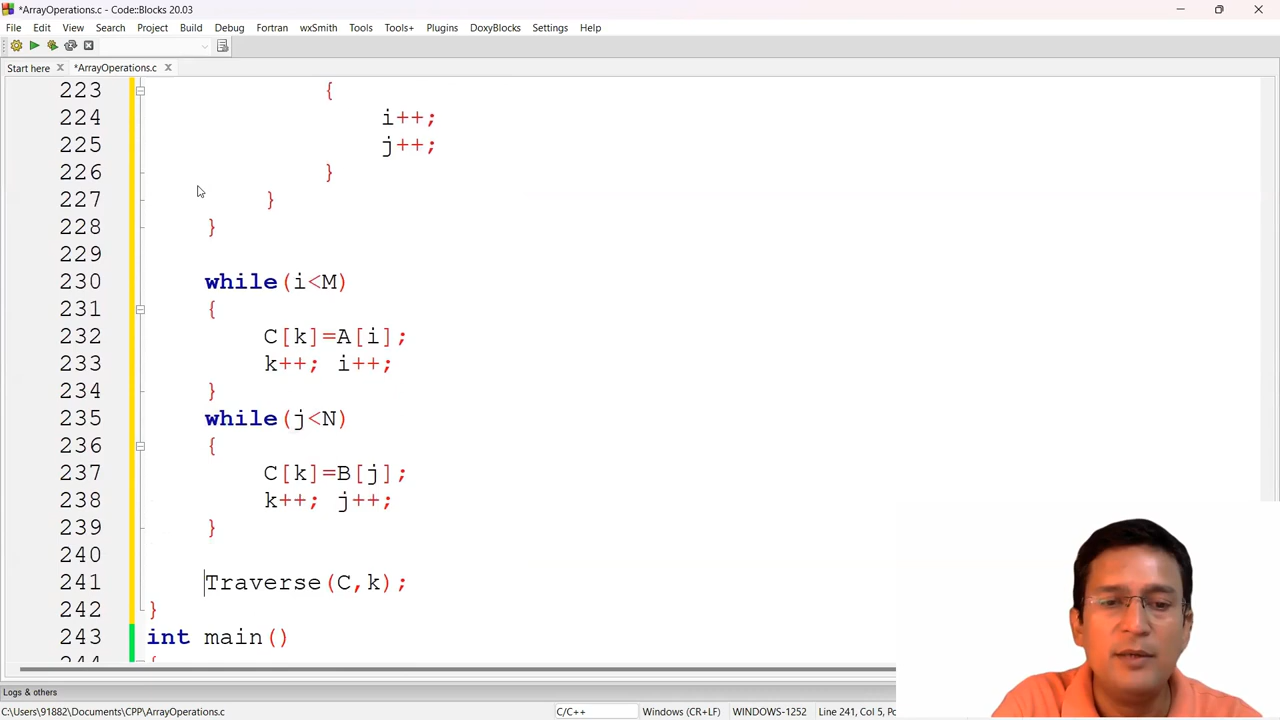 *ArrayOperations.c - Code::Blocks 20.03
File Edit View Search Project Build Debug Fortran wxSmith Tools Tools+ Plugins DoxyBlocks Settings Help
Start here *ArrayOperations.c
223 {
224 i++;
225 j++;
226 }
227 }
228 }
229
230 while(i<M)
231 {
232 C[k]=A[i];
233 k++; i++;
234 }
235 while(j<N)
236 {
237 C[k]=B[j];
238 k++; j++;
239 }
240
241 Traverse(C,k);
242 }
243 int main()
244 {
Logs & others
C:\Users\91882\Documents\CPP\ArrayOperations.c C/C++ Windows (CR+LF) WINDOWS-1252 Line 241, Col 5, Po